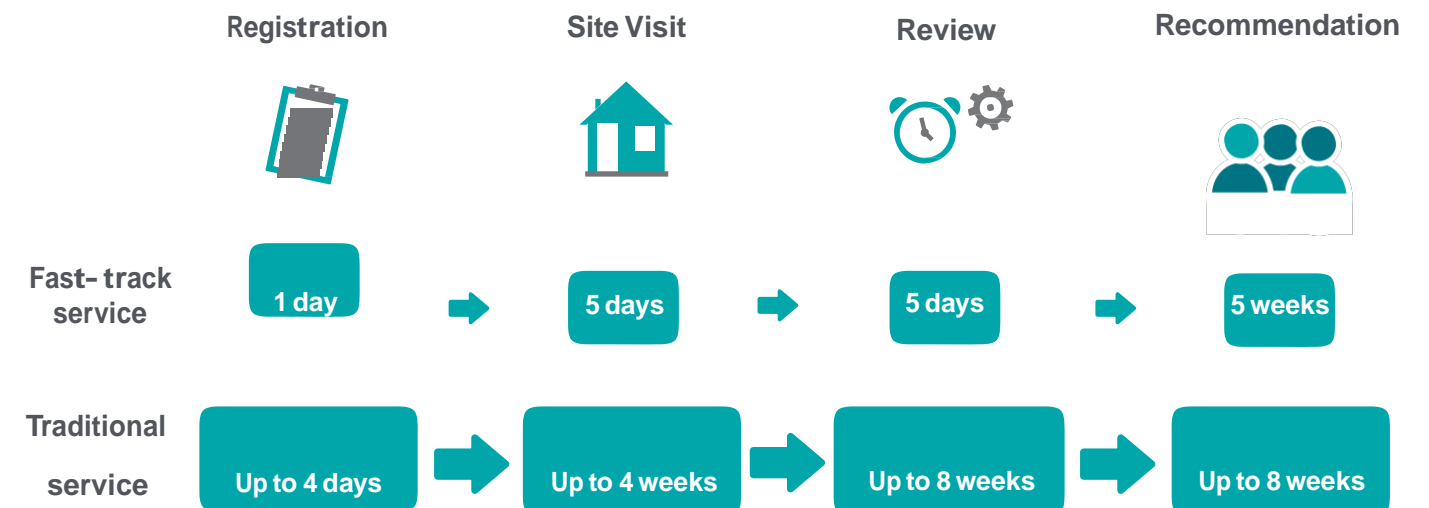 Registration
Site Visit
Review
Recommendation
Fast- track
service
1 day
5 days
5 days
5 weeks
Traditional
service
Up to 4 days
Up to 4 weeks
Up to 8 weeks
Up to 8 weeks